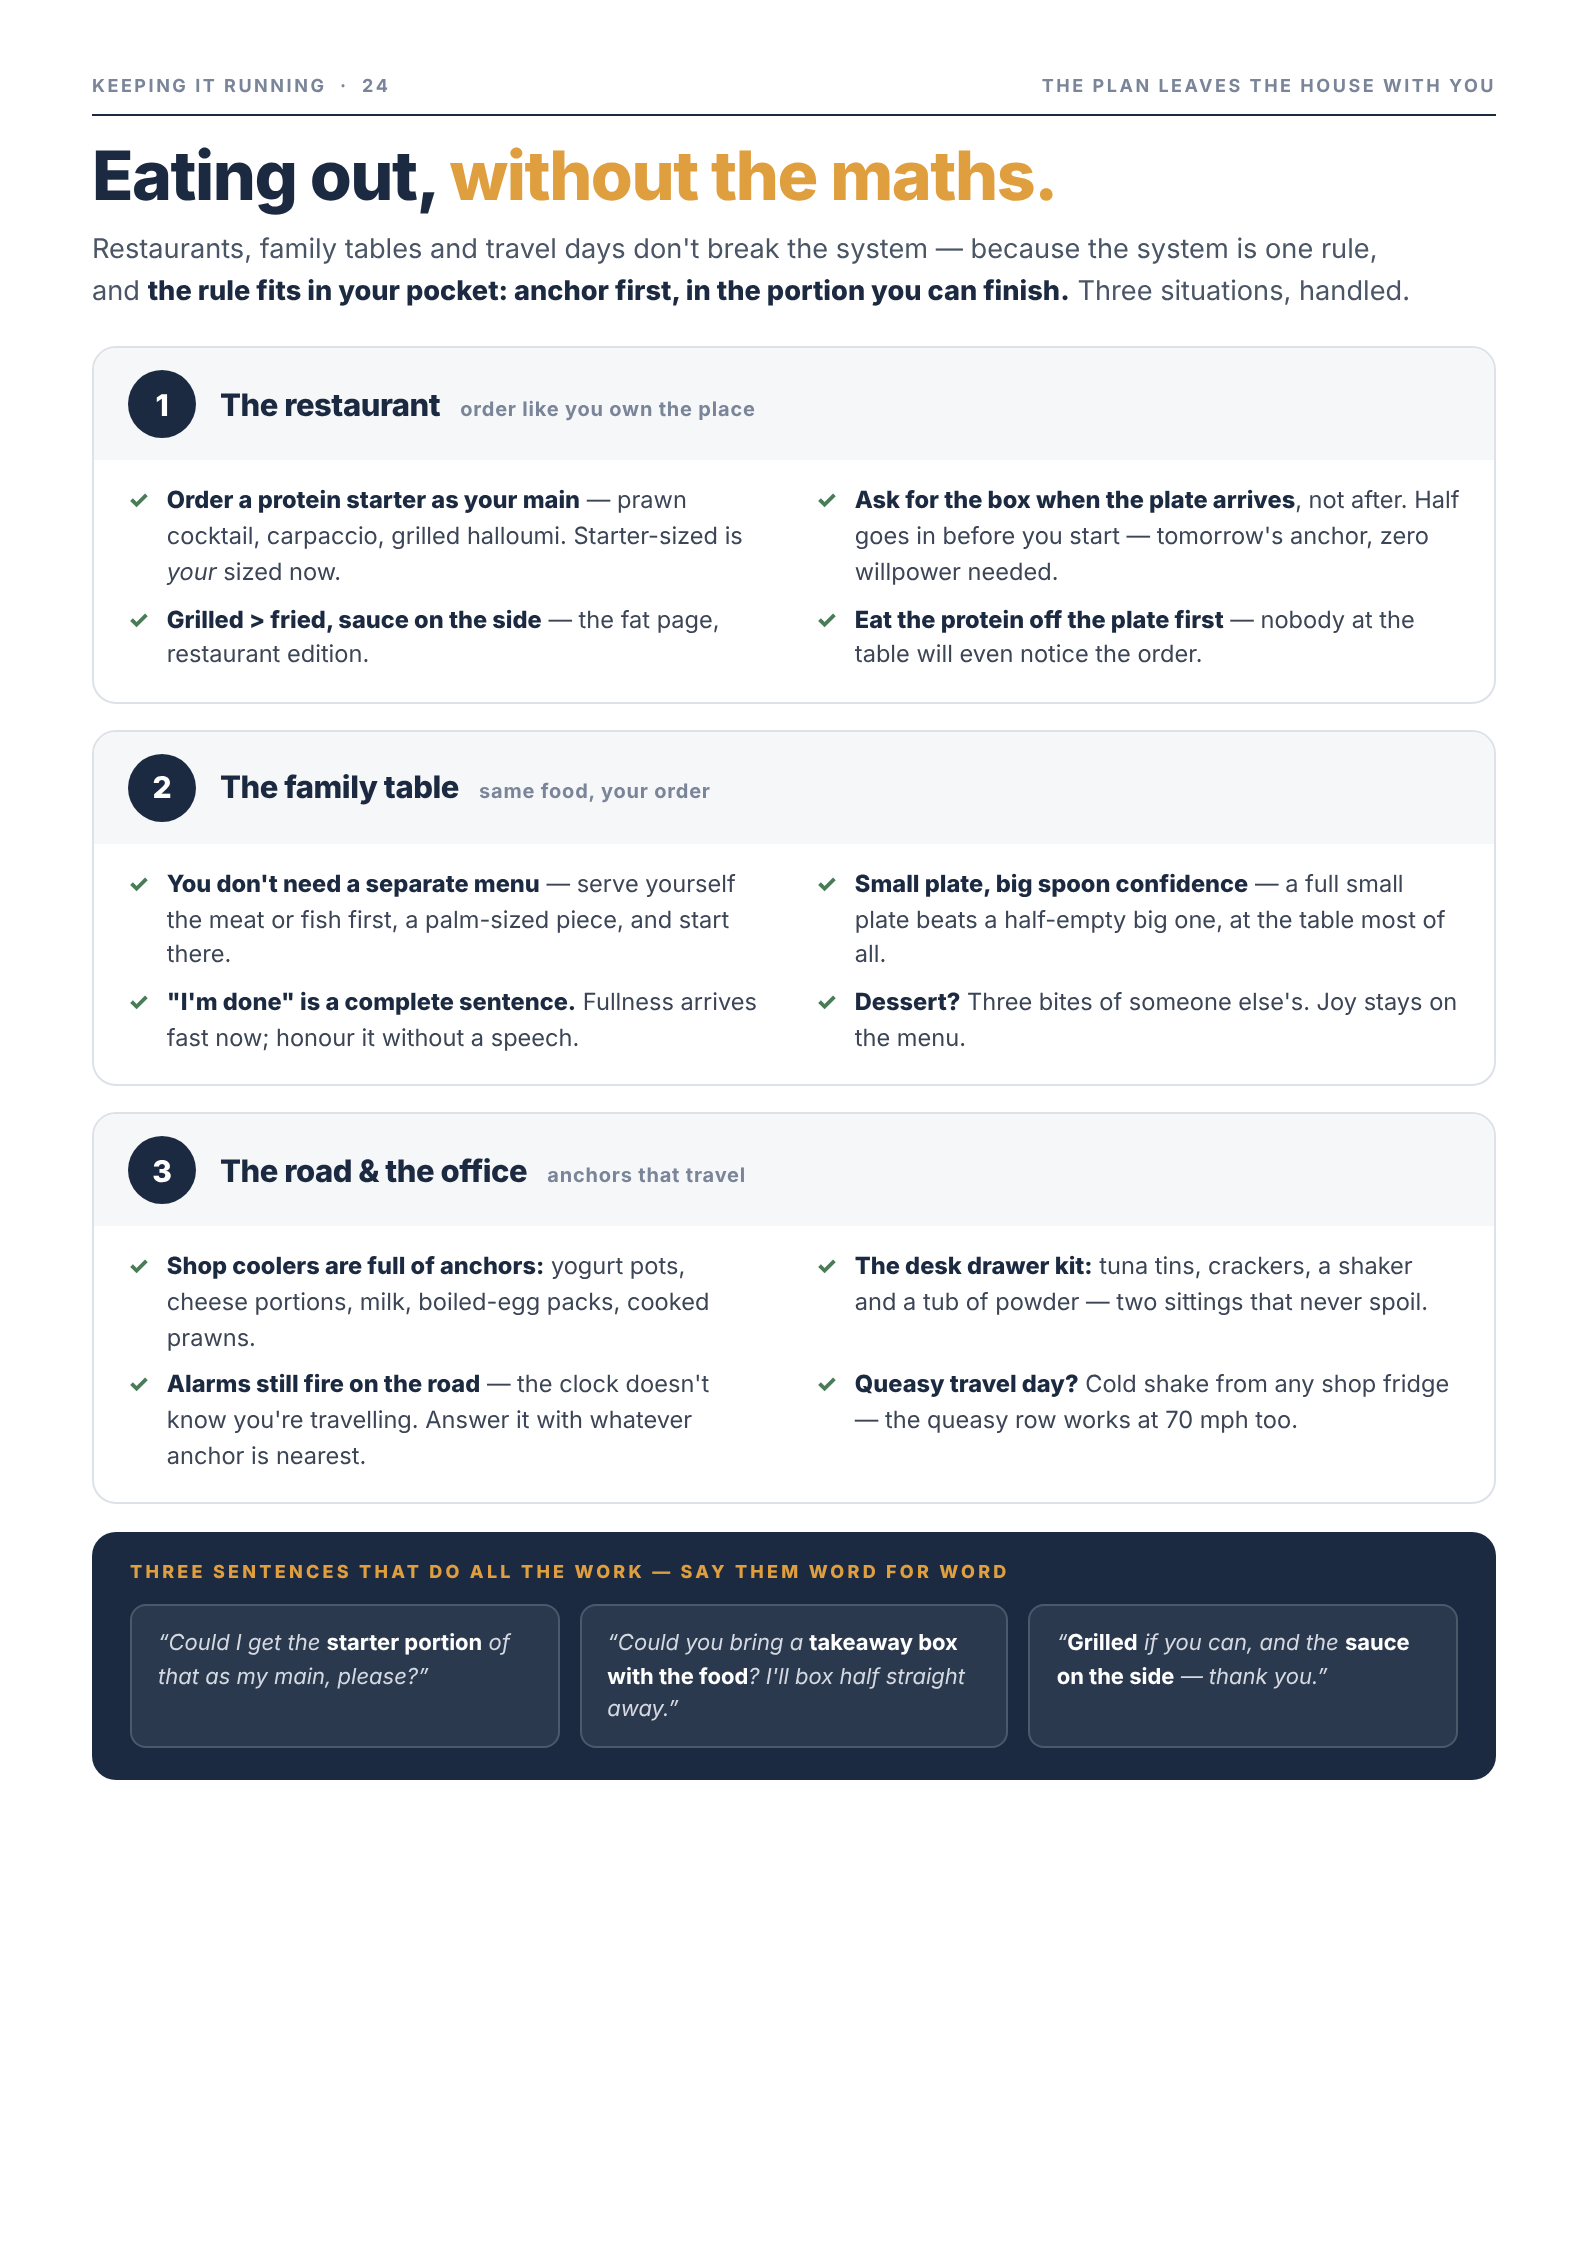 KEEPING IT RUNNING · 24
THE PLAN LEAVES THE HOUSE WITH YOU
Eating out, without the maths.
Restaurants, family tables and travel days don't break the system — because the system is one rule,
and the rule fits in your pocket: anchor first, in the portion you can finish. Three situations, handled.
1
The restaurant order like you own the place
✓ Order a protein starter as your main — prawn
cocktail, carpaccio, grilled halloumi. Starter-sized is
your sized now.
✓ Ask for the box when the plate arrives, not after. Half
goes in before you start — tomorrow's anchor, zero
willpower needed.
✓ Grilled > fried, sauce on the side — the fat page,
restaurant edition.
✓ Eat the protein off the plate first — nobody at the
table will even notice the order.
2
The family table same food, your order
✓ You don't need a separate menu — serve yourself
the meat or fish first, a palm-sized piece, and start
there.
✓ Small plate, big spoon confidence — a full small
plate beats a half-empty big one, at the table most of
all.
✓ "I'm done" is a complete sentence. Fullness arrives
fast now; honour it without a speech.
✓ Dessert? Three bites of someone else's. Joy stays on
the menu.
3
The road & the office anchors that travel
✓ Shop coolers are full of anchors: yogurt pots,
cheese portions, milk, boiled-egg packs, cooked
prawns.
✓ The desk drawer kit: tuna tins, crackers, a shaker
and a tub of powder — two sittings that never spoil.
✓ Alarms still fire on the road — the clock doesn't
know you're travelling. Answer it with whatever
anchor is nearest.
✓ Queasy travel day? Cold shake from any shop fridge
— the queasy row works at 70 mph too.
THREE SENTENCES THAT DO ALL THE WORK — SAY THEM WORD FOR WORD
“Could I get the starter portion of
that as my main, please?”
“Could you bring a takeaway box
with the food? I'll box half straight
away.”
“Grilled if you can, and the sauce
on the side — thank you.”